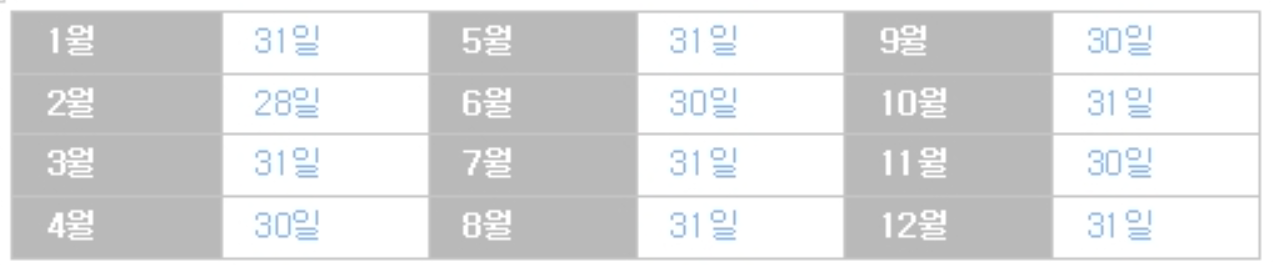 1월 31일 5월 31일 9월 30일
2월 28일 6월 30일 10월 31일
3월 31일 7월 31일 11월 30일
4월 30일 8월 31일 12월 31일